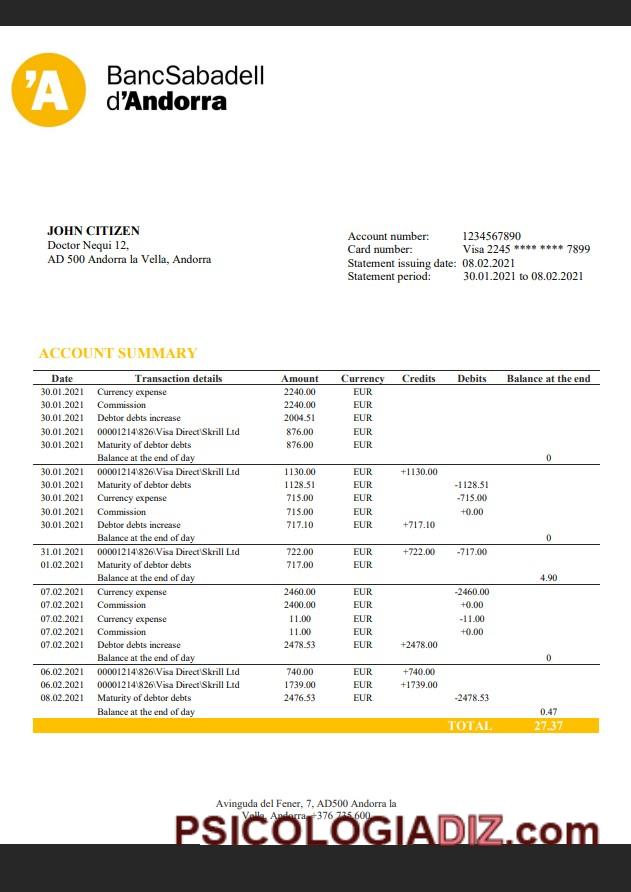 'A BancSabadell
d'Andorra
JOHN CITIZEN
Doctor Nequi 12,
AD 500 Andorra la Vella, Andorra
Account number: 1234567890
Card number: Visa 2245 **** **** 7899
Statement issuing date: 08.02.2021
Statement period: 30.01.2021 to 08.02.2021
ACCOUNT SUMMARY
Date Transaction details Amount Currency Credits Debits Balance at the end
30.01.2021 Currency expense 2240.00 EUR
30.01.2021 Commission 2240.00 EUR
30.01.2021 Debtor debts increase 2004.51 EUR
30.01.2021 00001214\826\Visa Direct\Skrill Ltd 876.00 EUR
30.01.2021 Maturity of debtor debts 876.00 EUR
Balance at the end of day 0
30.01.2021 00001214\826\Visa Direct\Skrill Ltd 1130.00 EUR +1130.00
30.01.2021 Maturity of debtor debts 1128.51 EUR -1128.51
30.01.2021 Currency expense 715.00 EUR -715.00
30.01.2021 Commission 715.00 EUR +0.00
30.01.2021 Debtor debts increase 717.10 EUR +717.10
Balance at the end of day 0
31.01.2021 00001214\826\Visa Direct\Skrill Ltd 722.00 EUR +722.00 -717.00
01.02.2021 Maturity of debtor debts 717.00 EUR
Balance at the end of day 4.90
07.02.2021 Currency expense 2460.00 EUR -2460.00
07.02.2021 Commission 2400.00 EUR +0.00
07.02.2021 Currency expense 11.00 EUR -11.00
07.02.2021 Commission 11.00 EUR +0.00
07.02.2021 Debtor debts increase 2478.53 EUR +2478.00
Balance at the end of day 0
06.02.2021 00001214\826\Visa Direct\Skrill Ltd 740.00 EUR +740.00
06.02.2021 00001214\826\Visa Direct\Skrill Ltd 1739.00 EUR +1739.00
08.02.2021 Maturity of debtor debts 2476.53 EUR -2478.53
Balance at the end of day 0.47
TOTAL 27.37
Avinguda del Fener, 7, AD500 Andorra la
Vella, Andorra, +376 735 600
PSICOLOGIADIZ.com